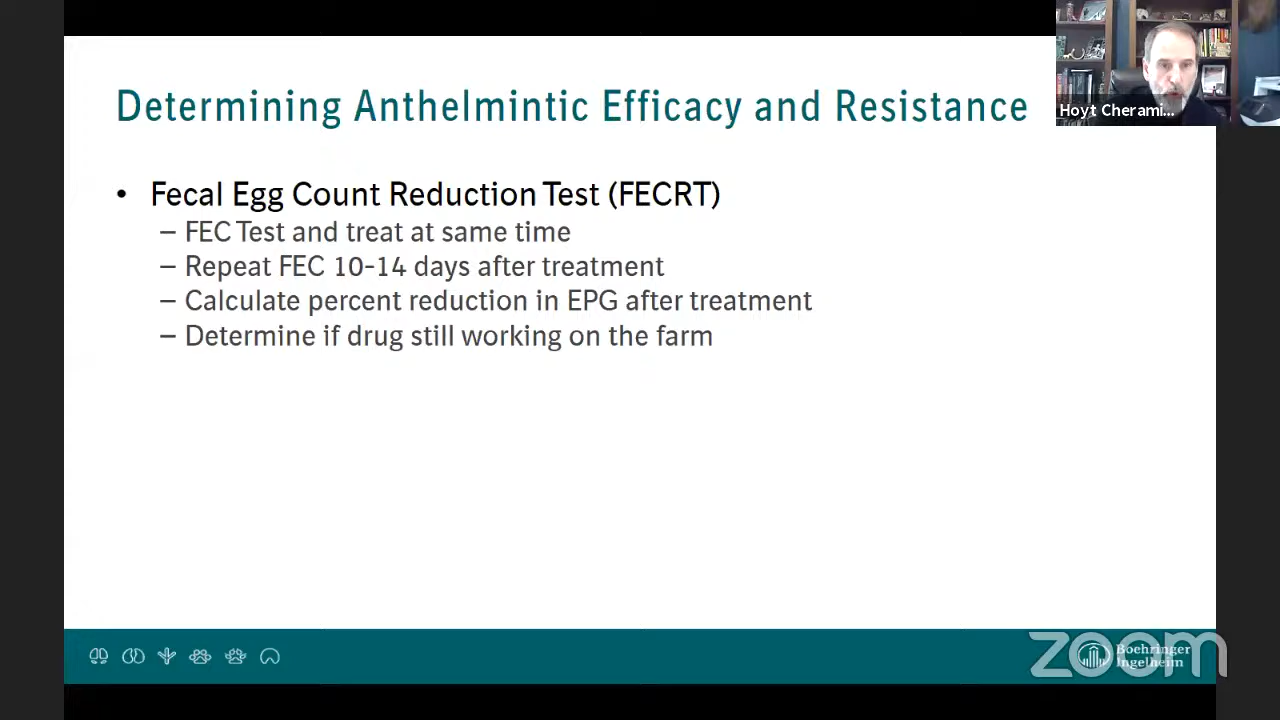 Determining Anthelmintic Efficacy and Resistance
Hoyt Cherami...
• Fecal Egg Count Reduction Test (FECRT)
– FEC Test and treat at same time
– Repeat FEC 10-14 days after treatment
– Calculate percent reduction in EPG after treatment
– Determine if drug still working on the farm
zoom
Boehringer
Ingelheim